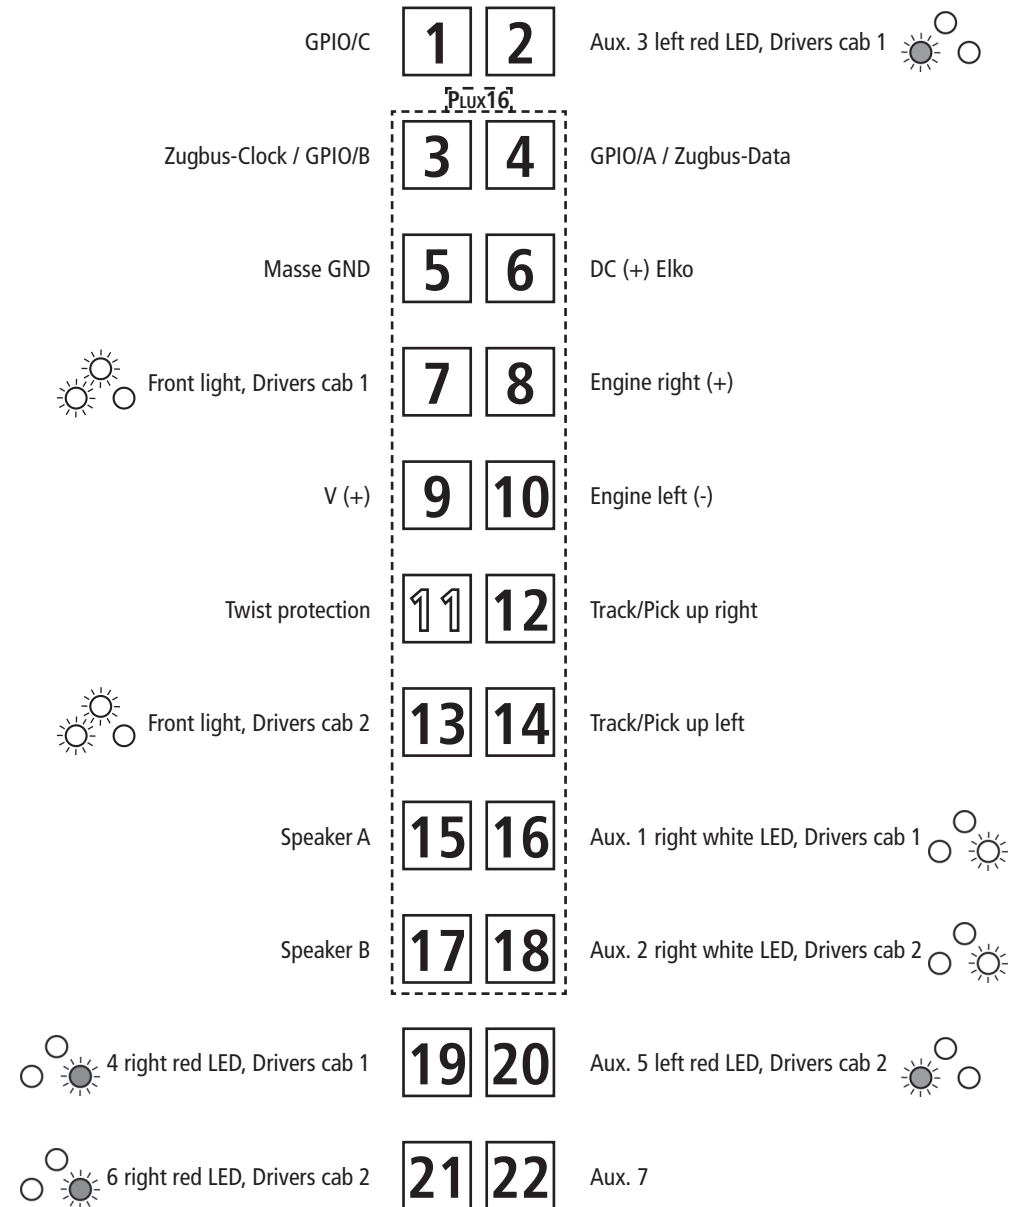 GPIO/C 1 2 Aux. 3 left red LED, Drivers cab 1
PLUX16
Zugbus-Clock / GPIO/B 3 4 GPIO/A / Zugbus-Data
Masse GND 5 6 DC (+) Elko
Front light, Drivers cab 1 7 8 Engine right (+)
V (+) 9 10 Engine left (-)
Twist protection 11 12 Track/Pick up right
Front light, Drivers cab 2 13 14 Track/Pick up left
Speaker A 15 16 Aux. 1 right white LED, Drivers cab 1
Speaker B 17 18 Aux. 2 right white LED, Drivers cab 2
4 right red LED, Drivers cab 1 19 20 Aux. 5 left red LED, Drivers cab 2
6 right red LED, Drivers cab 2 21 22 Aux. 7